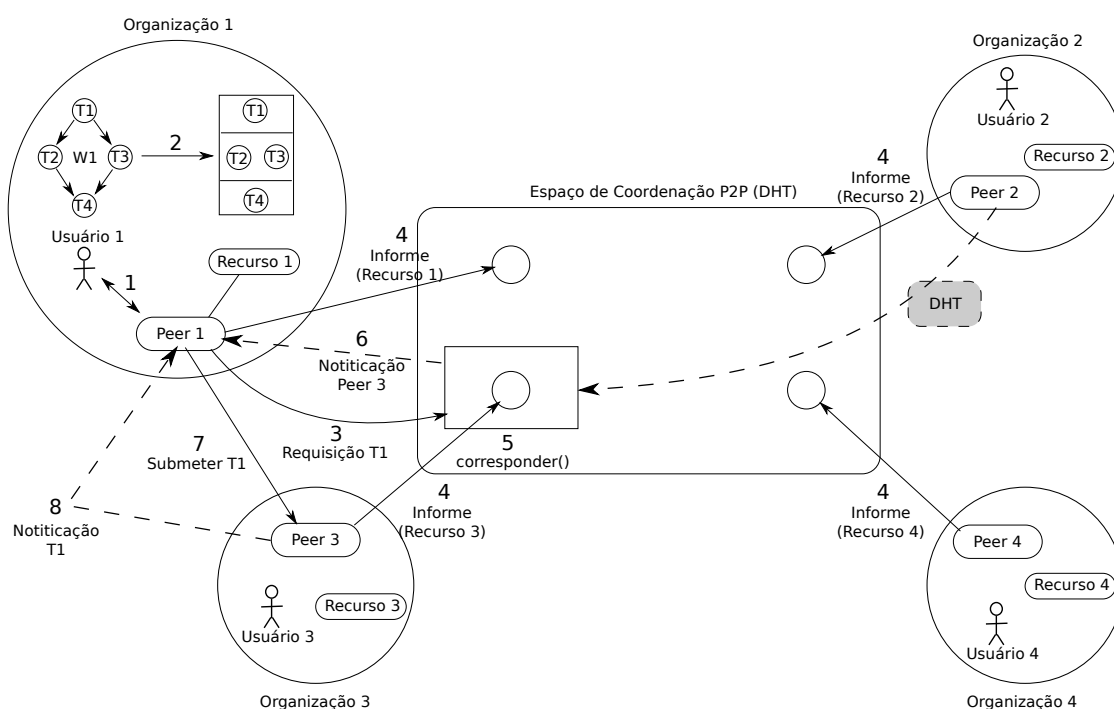 Organização 1
Organização 2
T1
T2
W1
T3
T4
2
T1
T2
T3
T4
Usuário 1
Recurso 1
1
Peer 1
Usuário 2
Recurso 2
Peer 2
4
Informe
(Recurso 2)
Espaço de Coordenação P2P (DHT)
4
Informe
(Recurso 1)
DHT
6
Notiticação
Peer 3
3
Requisição T1
5
corresponder()
7
Submeter T1
8
Notiticação
T1
4
Informe
(Recurso 3)
4
Informe
(Recurso 4)
Peer 3
Recurso 3
Usuário 3
Organização 3
Peer 4
Recurso 4
Usuário 4
Organização 4